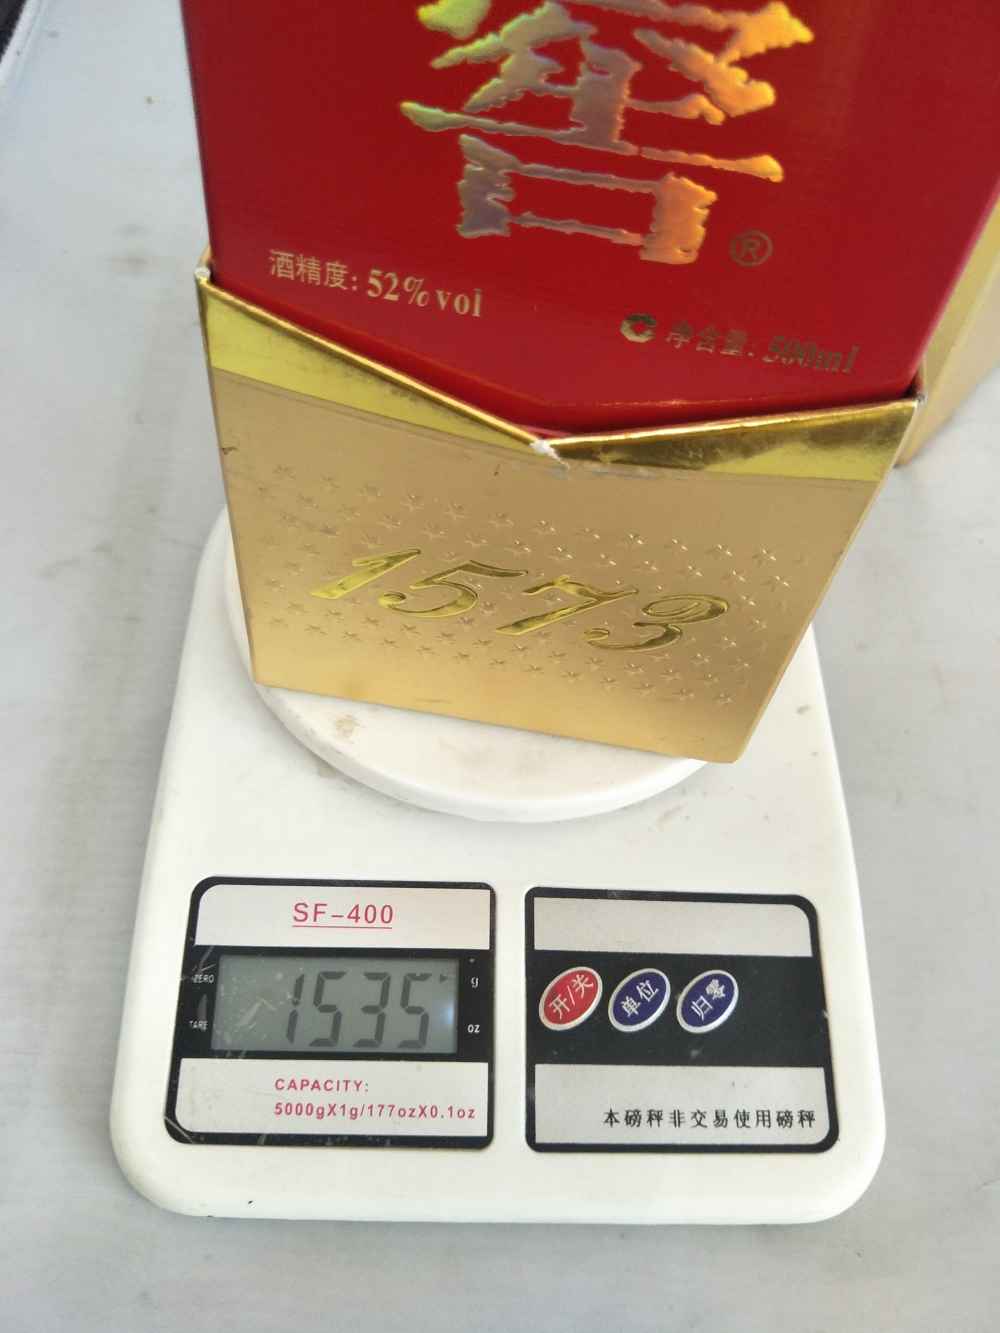 窖®
酒精度: 52%vol
C 净含量: 500ml
1573
SF-400
ZERO
TARE
1535
g
oz
CAPACITY:
5000gX1g/177ozX0.1oz
开/关
单位
归零
本磅秤非交易使用磅秤